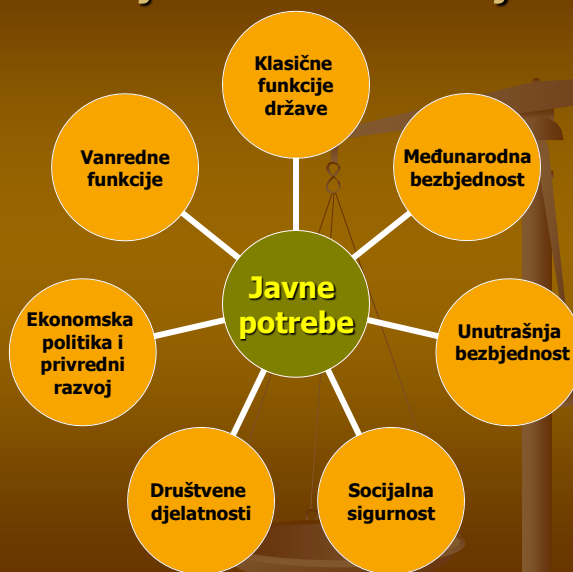 Klasične
funkcije
države
Međunarodna
bezbjednost
Unutrašnja
bezbjednost
Socijalna
sigurnost
Društvene
djelatnosti
Ekonomska
politika i
privredni
razvoj
Vanredne
funkcije
Javne
potrebe